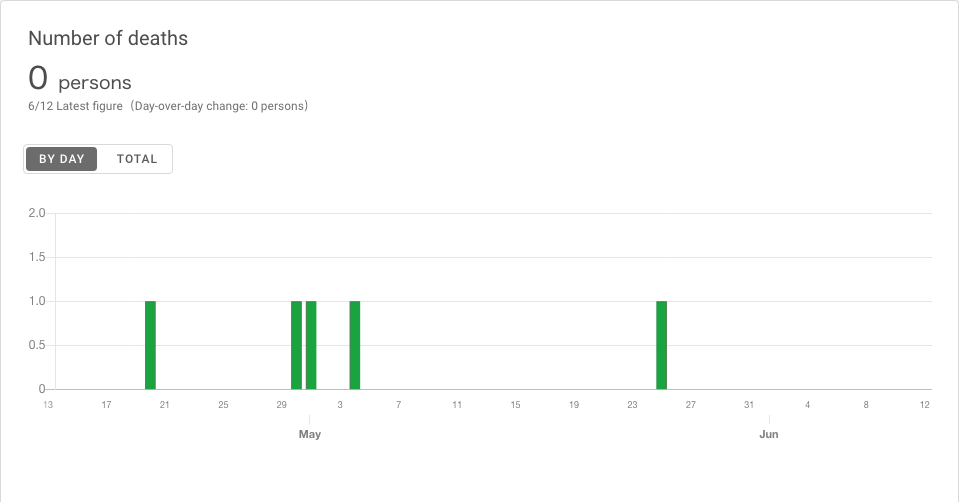 Number of deaths
0 persons
6/12 Latest figure（Day-over-day change: 0 persons）
BY DAY TOTAL
2.0
1.5
1.0
0.5
0
13 17 21 25 29 3 7 11 15 19 23 27 31 4 8 12
May Jun